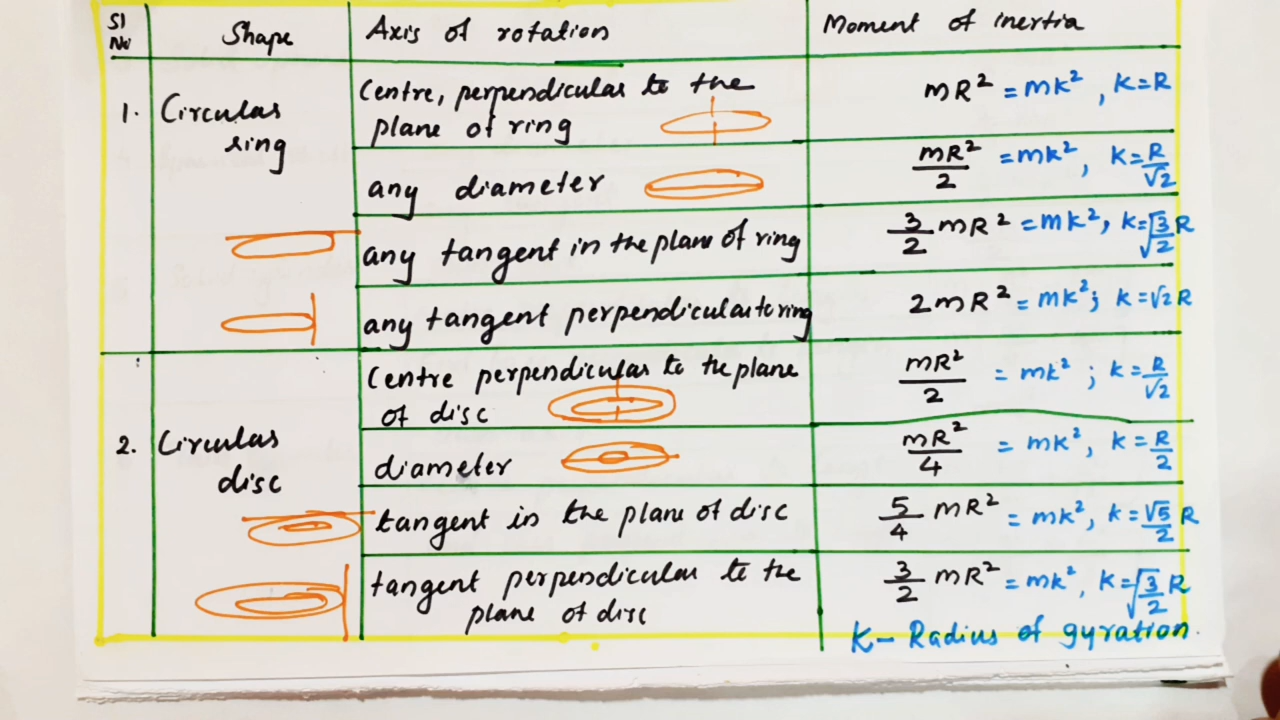 Sl No Shape Axis of rotation Moment of inertia
1. Circular ring
Centre, perpendicular to the plane of ring
mR² = mk², K=R
any diameter
mR²/2 = mk², K=R/√2
any tangent in the plane of ring
3/2 mR² = mk², k=√3/2 R
any tangent perpendicular to ring
2mR² = mk²; k=√2 R
2. Circular disc
Centre perpendicular to the plane of disc
mR²/2 = mk²; k=R/√2
diameter
mR²/4 = mk², k=R/2
tangent in the plane of disc
5/4 mR² = mk², k=√5/2 R
tangent perpendicular to the plane of disc
3/2 mR² = mk², K=√3/2 R
K- Radius of gyration